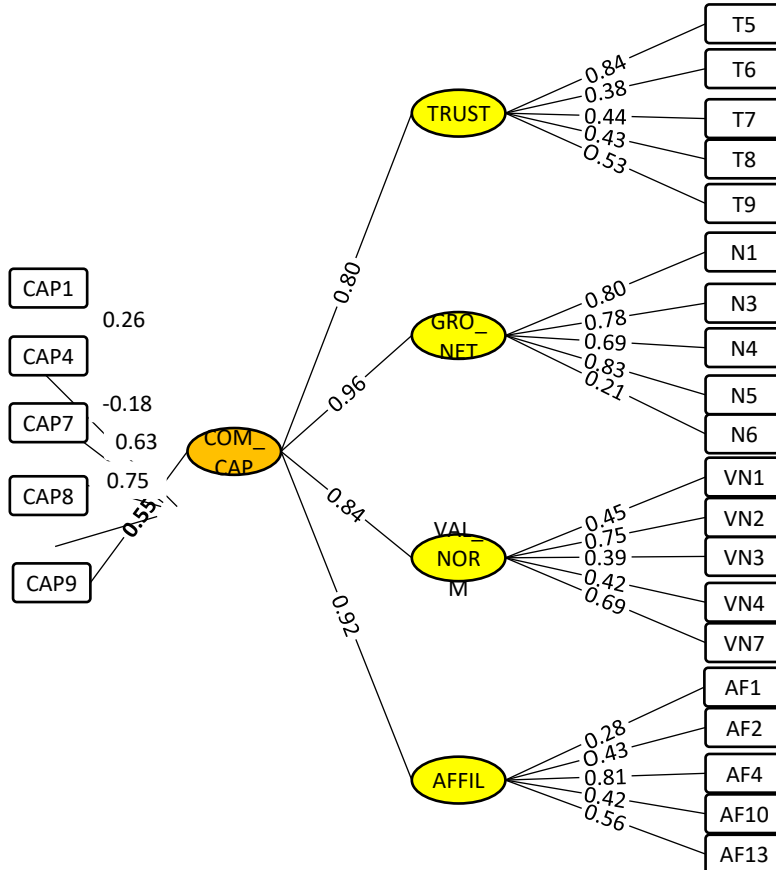 T5
T6
T7
T8
T9
0.84
0.38
0.44
0.43
O.53
TRUST
0.80
N1
N3
N4
N5
N6
0.80
0.78
0.69
0.83
0.21
GRO_
NET
0.96
CAP1
0.26
CAP4
-0.18
CAP7
0.63
0.75
CAP8
0.55
CAP9
COM_
CAP
VN1
VN2
VN3
VN4
VN7
0.45
0.75
0.39
0.42
0.69
VAL_
NOR
M
0.84
0.92
AF1
AF2
AF4
AF10
AF13
0.28
O.43
0.81
0.42
0.56
AFFIL